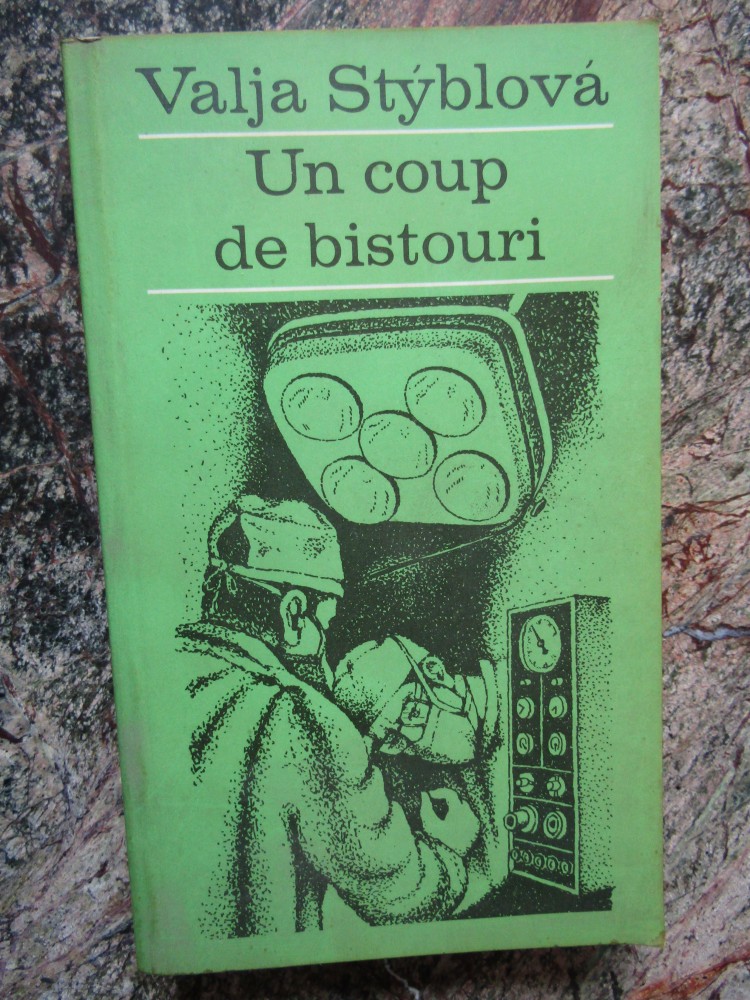 Valja Stýblová
Un coup
de bistouri